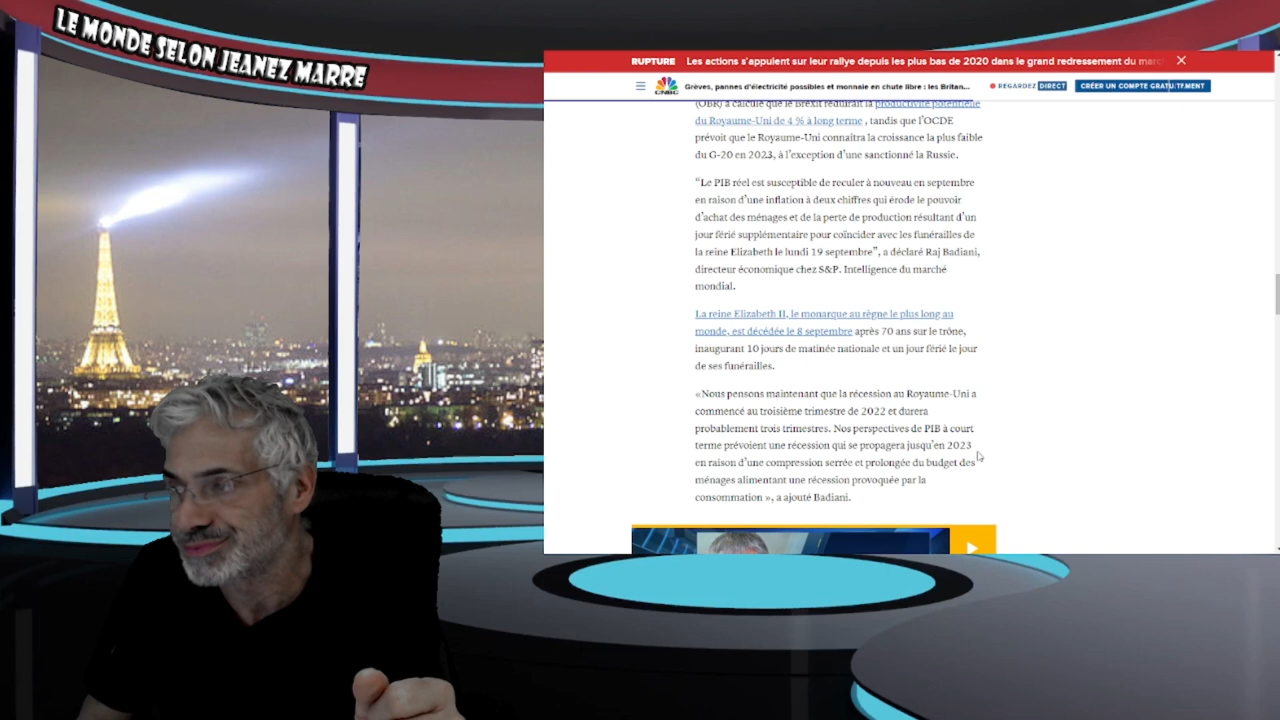 LE MONDE SELON JEANEZ MARRE
RUPTURE Les actions s'appuient sur leur rallye depuis les plus bas de 2020 dans le grand redressement du
CNBC Grèves, pannes d'électricité possibles et monnaie en chute libre : les Britan... REGARDEZ DIRECT CRÉER UN COMPTE
(OBR) a calculé que le Brexit réduirait la productivité potentielle
du Royaume-Uni de 4 % à long terme , tandis que l'OCDE
prévoit que le Royaume-Uni connaîtra la croissance la plus faible
du G-20 en 2023, à l'exception d'une sanctionné la Russie.
“Le PIB réel est susceptible de reculer à nouveau en septembre
en raison d'une inflation à deux chiffres qui érode le pouvoir
d'achat des ménages et de la perte de production résultant d'un
jour férié supplémentaire pour coïncider avec les funérailles de
la reine Elizabeth le lundi 19 septembre”, a déclaré Raj Badiani,
directeur économique chez S&P. Intelligence du marché
mondial.
La reine Elizabeth II, le monarque au règne le plus long au
monde, est décédée le 8 septembre après 70 ans sur le trône,
inaugurant 10 jours de matinée nationale et un jour férié le jour
de ses funérailles.
«Nous pensons maintenant que la récession au Royaume-Uni a
commencé au troisième trimestre de 2022 et durera
probablement trois trimestres. Nos perspectives de PIB à court
terme prévoient une récession qui se propagera jusqu'en 2023
en raison d'une compression serrée et prolongée du budget des
ménages alimentant une récession provoquée par la
consommation », a ajouté Badiani.